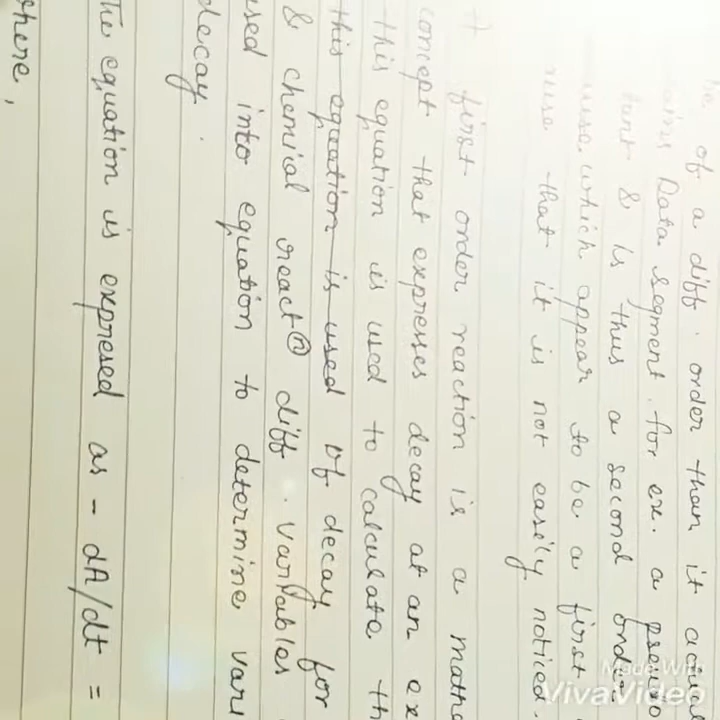 of a diff. order than it actual
Data segment. for ex. a pseudo
& is thus a second order
which appear to be a first
that it is not easily noticed.
A first order reaction is a mathe
concept that expresses decay at an ex
this equation is used to calculate th
this equation is used of decay for
& chemical react(n) diff. variables
used into equation to determine vari
decay.
The equation is expresed as - dA/dt =
where,
Made With
VivaVideo